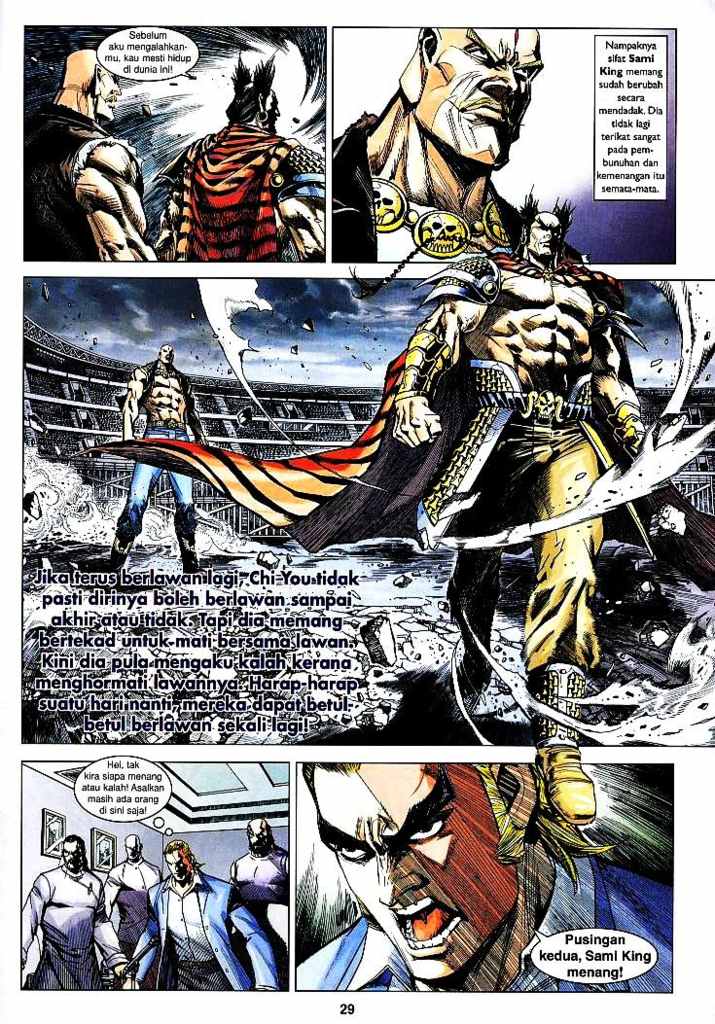 Sebelum
aku mengalahkan-
mu, kau mesti hidup
di dunia ini!
Nampaknya
sifat Sami
King memang
sudah berubah
secara
mendadak. Dia
tidak lagi
terikat sangat
pada pem-
bunuhan dan
kemenangan itu
semata-mata.
Jika terus berlawan lagi, Chi You tidak
pasti dirinya boleh berlawan sampai
akhir atau tidak. Tapi dia memang
bertekad untuk mati bersama lawan.
Kini dia pula mengaku kalah kerana
menghormati lawannya. Harap-harap
suatu hari nanti, mereka dapat betul-
betul berlawan sekali lagi!
Hei, tak
kira siapa menang
atau kalah! Asalkan
masih ada orang
di sini saja!
Pusingan
kedua, Sami King
menang!
29